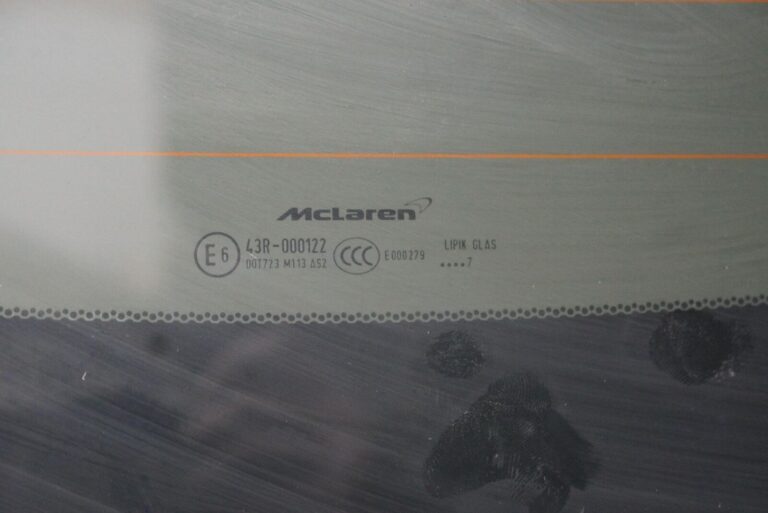 McLaren
E6 43R-000122 CCC E000279 LIPIK GLAS
DOT723 M113 AS2 ....7